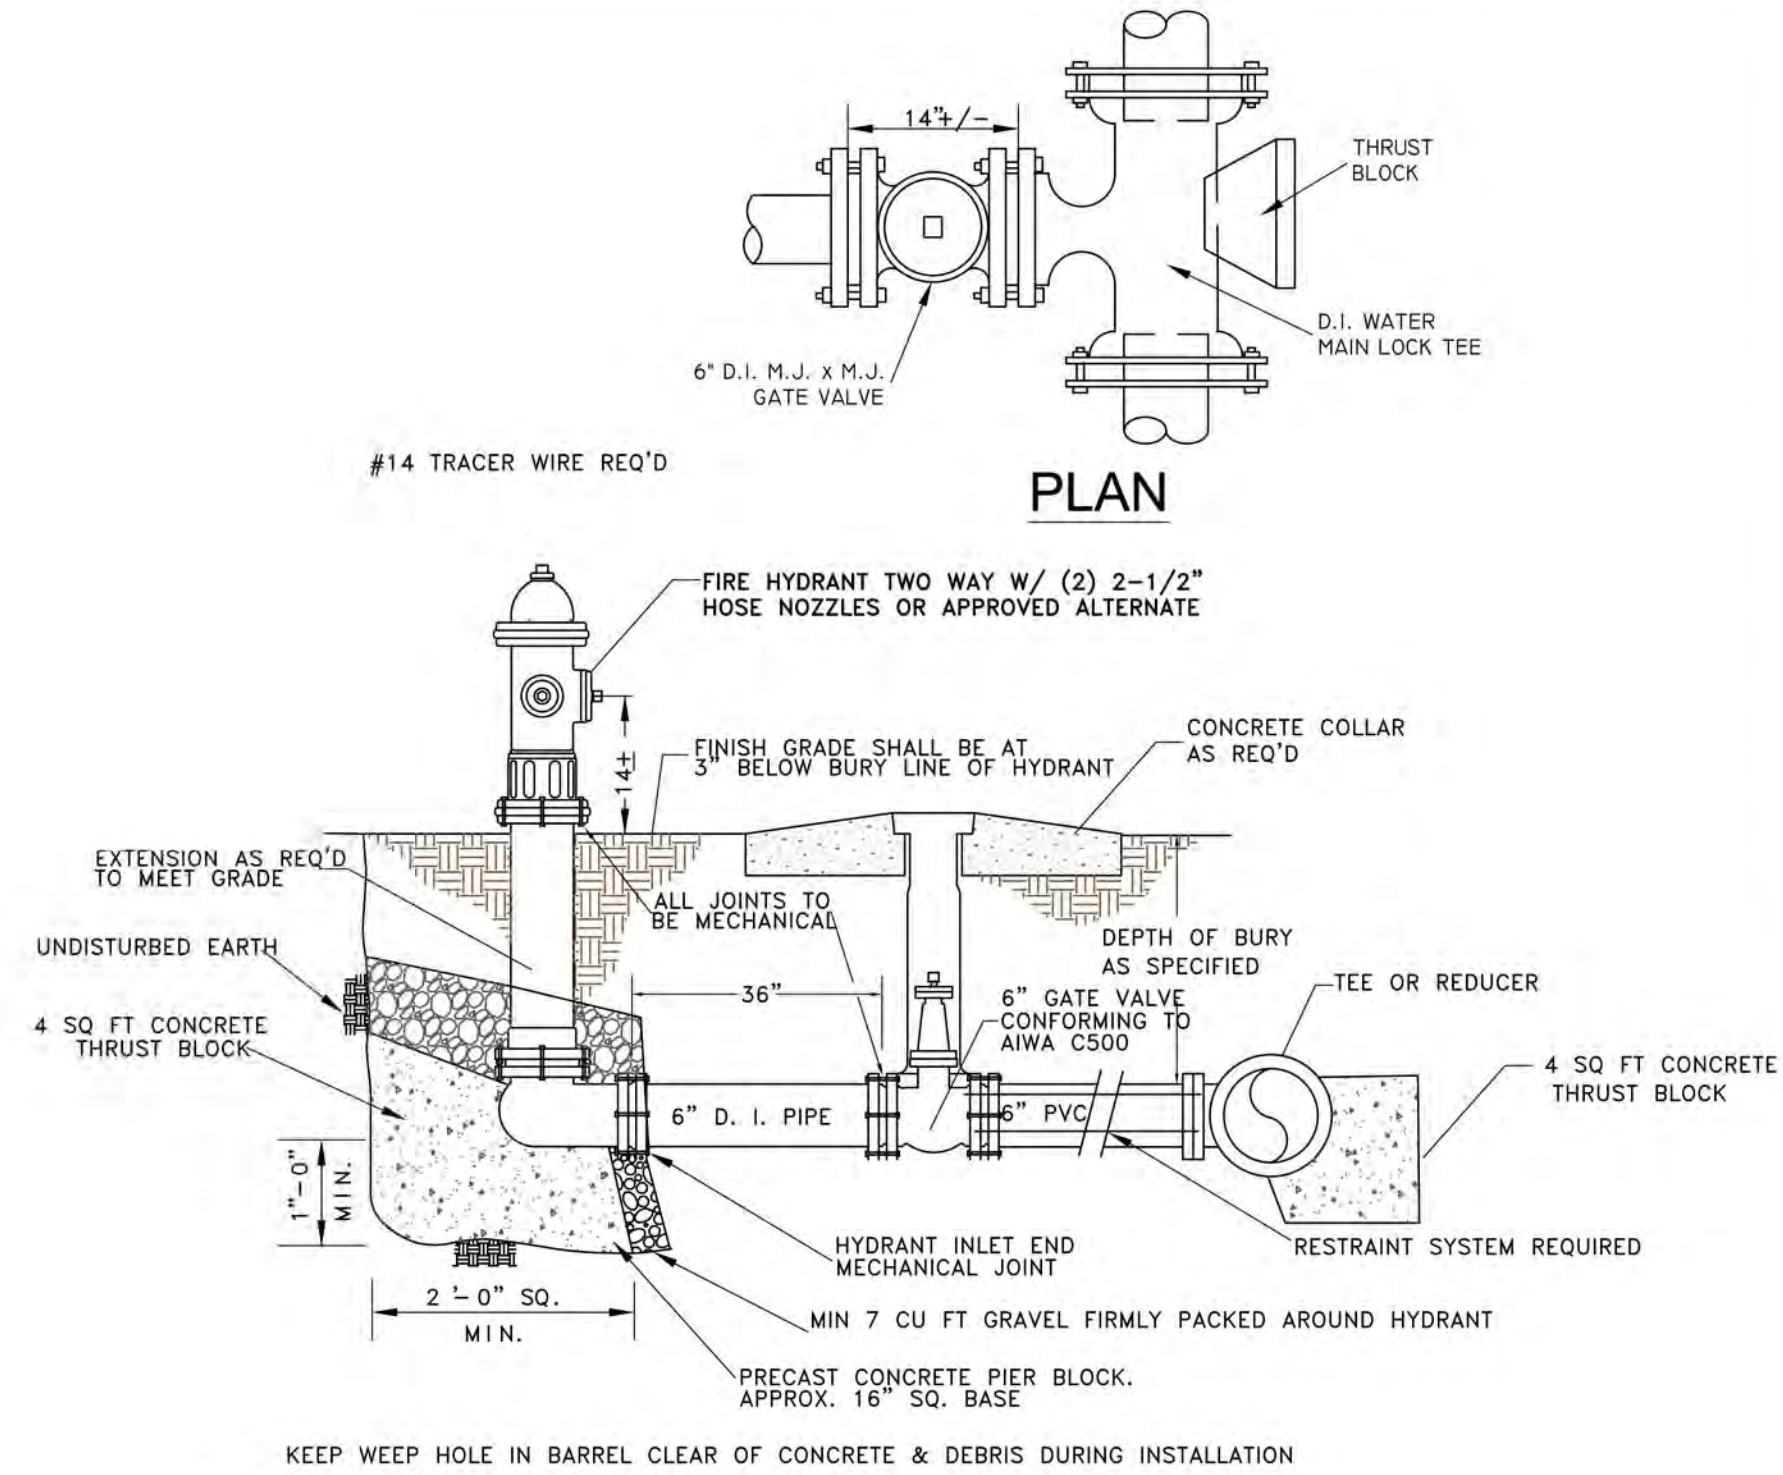 14"+/-
THRUST
BLOCK
D.I. WATER
MAIN LOCK TEE
6" D.I. M.J. x M.J.
GATE VALVE
#14 TRACER WIRE REQ'D
PLAN
FIRE HYDRANT TWO WAY W/ (2) 2-1/2"
HOSE NOZZLES OR APPROVED ALTERNATE
14±
FINISH GRADE SHALL BE AT
3" BELOW BURY LINE OF HYDRANT
CONCRETE COLLAR
AS REQ'D
EXTENSION AS REQ'D
TO MEET GRADE
ALL JOINTS TO
BE MECHANICAL
UNDISTURBED EARTH
DEPTH OF BURY
AS SPECIFIED
36"
TEE OR REDUCER
6" GATE VALVE
CONFORMING TO
AIWA C500
4 SQ FT CONCRETE
THRUST BLOCK
4 SQ FT CONCRETE
THRUST BLOCK
6" D. I. PIPE
6" PVC
1"-0"
MIN.
HYDRANT INLET END
MECHANICAL JOINT
RESTRAINT SYSTEM REQUIRED
2 '-0" SQ.
MIN.
MIN 7 CU FT GRAVEL FIRMLY PACKED AROUND HYDRANT
PRECAST CONCRETE PIER BLOCK.
APPROX. 16" SQ. BASE
KEEP WEEP HOLE IN BARREL CLEAR OF CONCRETE & DEBRIS DURING INSTALLATION